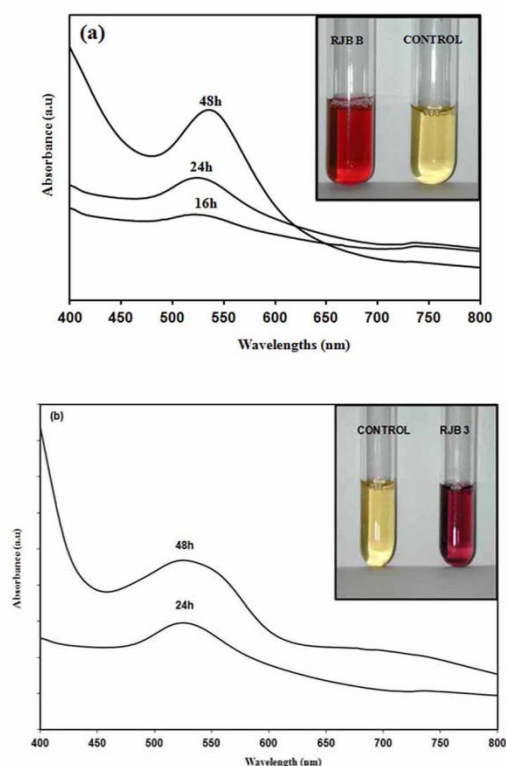 (a)
RJB B CONTROL
48h
24h
16h
Absorbance (a.u)
400 450 500 550 600 650 700 750 800
Wavelengths (nm)
(b)
CONTROL RJB 3
48h
24h
Absorbance (a.u)
400 450 500 550 600 650 700 750 800
Wavelength (nm)